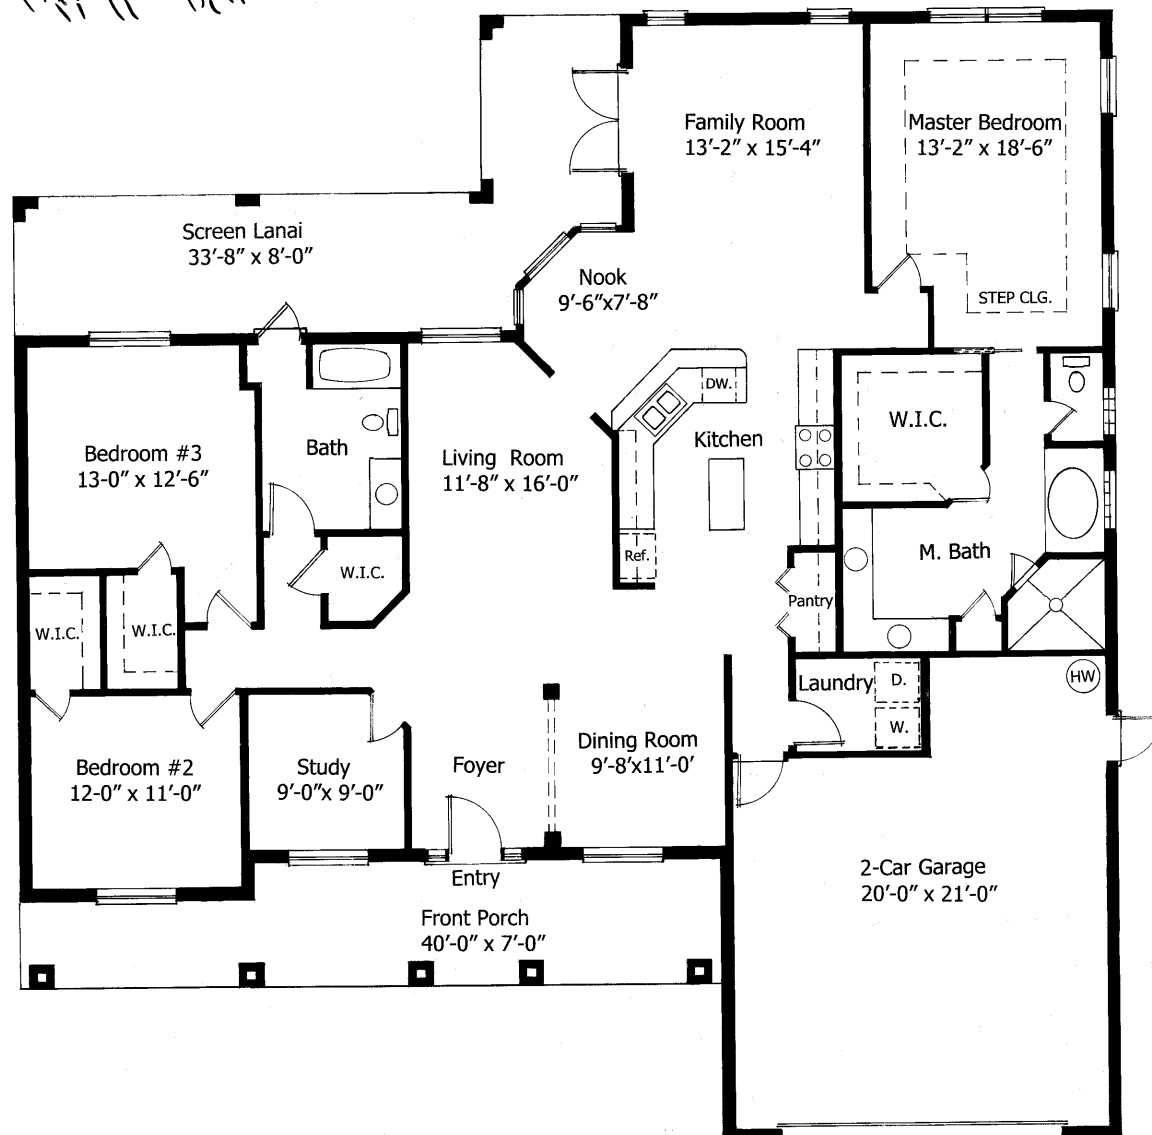 Family Room
13'-2" x 15'-4"
Master Bedroom
13'-2" x 18'-6"
STEP CLG.
Screen Lanai
33'-8" x 8'-0"
Nook
9'-6"x7'-8"
DW.
Kitchen
Ref.
Pantry
W.I.C.
M. Bath
Bedroom #3
13-0" x 12'-6"
Bath
Living Room
11'-8" x 16'-0"
W.I.C.
W.I.C.
W.I.C.
Laundry
D.
W.
HW
Bedroom #2
12-0" x 11'-0"
Study
9'-0"x 9'-0"
Foyer
Dining Room
9'-8'x11'-0'
Entry
Front Porch
40'-0" x 7'-0"
2-Car Garage
20'-0" x 21'-0"